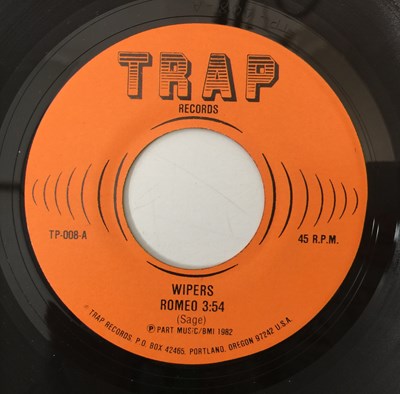 TRAP
RECORDS
TP-008-A
45 R.P.M.
WIPERS
ROMEO 3:54
(Sage)
Ⓟ PART MUSIC/BMI 1982
* TRAP RECORDS, P.O. BOX 42465, PORTLAND, OREGON 97242 U.S.A.